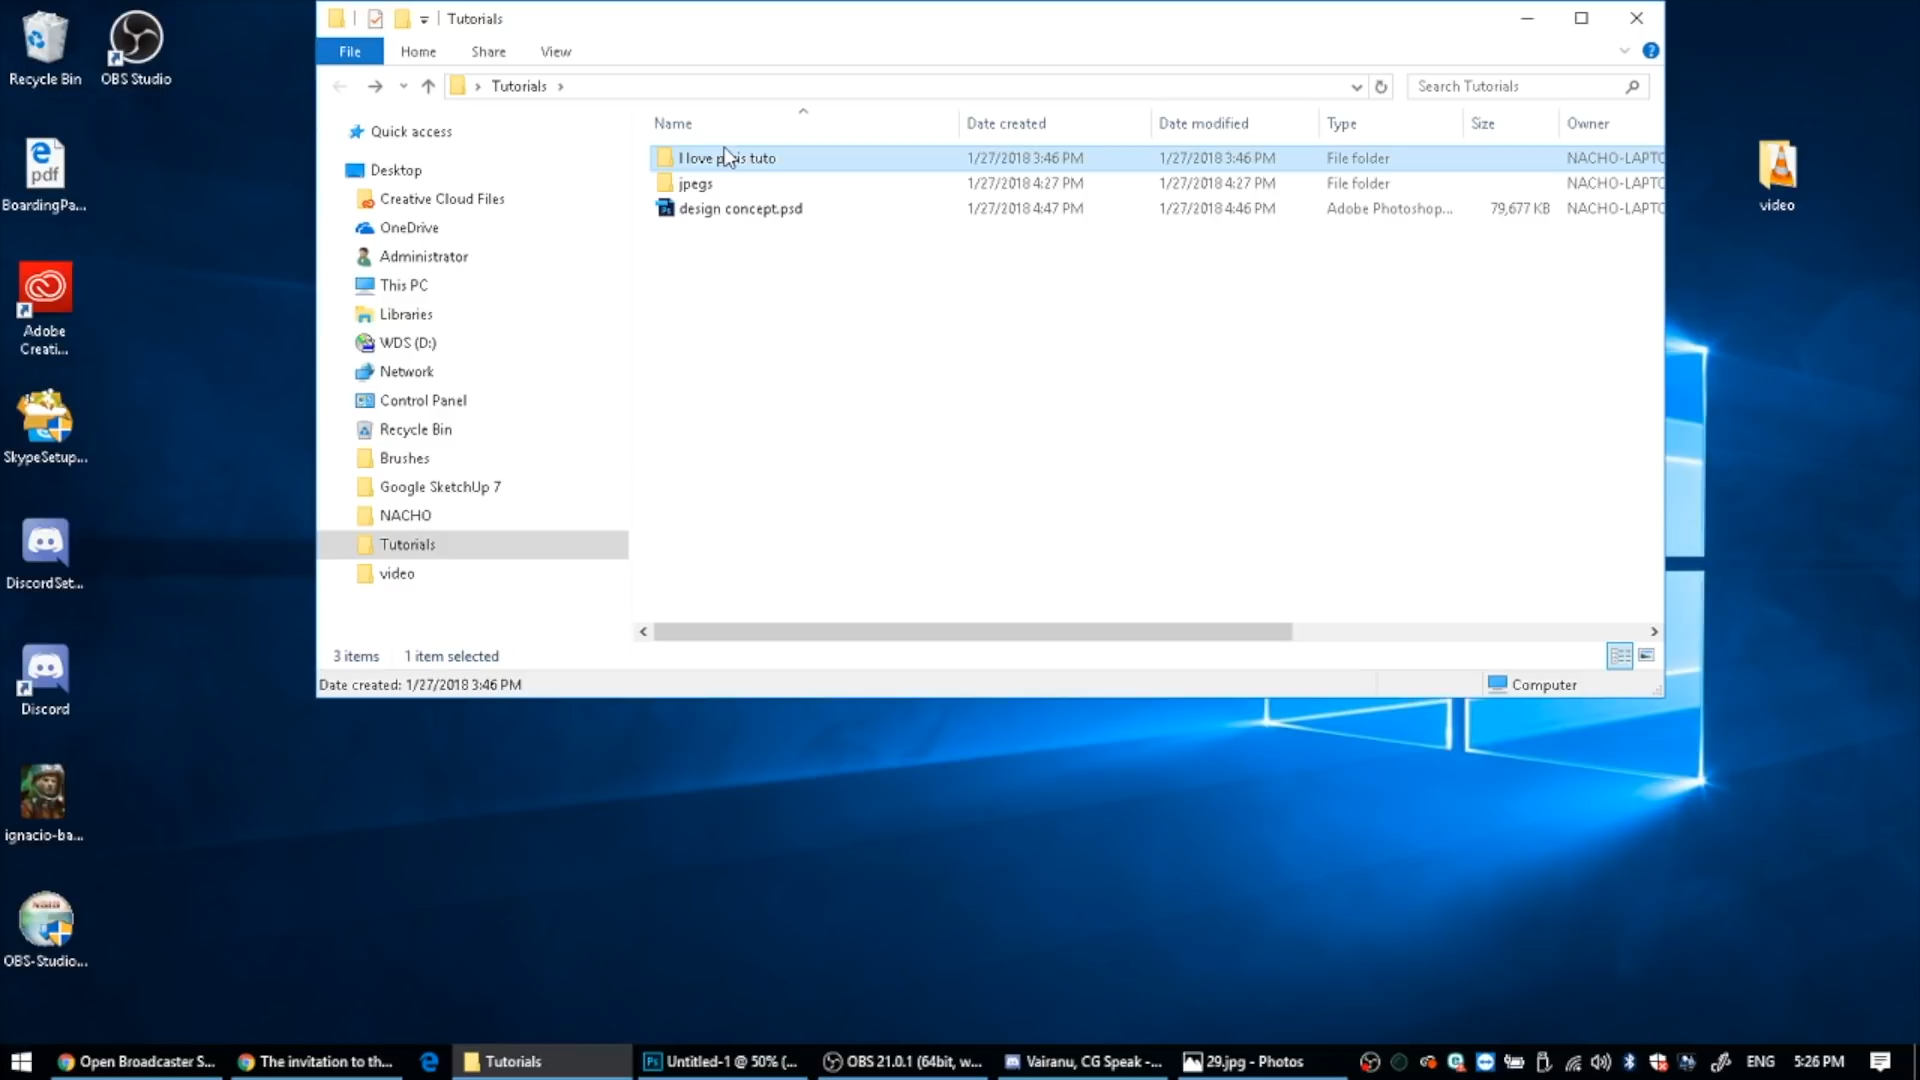 Tutorials
File Home Share View
Tutorials
Search Tutorials
Name Date created Date modified Type Size Owner
I love tuto 1/27/2018 3:46 PM 1/27/2018 3:46 PM File folder NACHO-LAPTO
jpegs 1/27/2018 4:27 PM 1/27/2018 4:27 PM File folder NACHO-LAPTO
design concept.psd 1/27/2018 4:47 PM 1/27/2018 4:46 PM Adobe Photoshop... 79,677 KB NACHO-LAPTO
Quick access
Desktop
Creative Cloud Files
OneDrive
Administrator
This PC
Libraries
WDS (D:)
Network
Control Panel
Recycle Bin
Brushes
Google SketchUp 7
NACHO
Tutorials
video
3 items 1 item selected
Date created: 1/27/2018 3:46 PM
Computer
Recycle Bin
OBS Studio
pdf
BoardingPa...
Adobe
Creati...
SkypeSetup...
DiscordSet...
Discord
ignacio-ba...
OBS-Studio...
video
Open Broadcaster S...
The invitation to th...
Tutorials
Ps
Untitled-1 @ 50% (...
OBS 21.0.1 (64bit, w...
Vairanu, CG Speak -...
29.jpg - Photos
ENG
5:26 PM